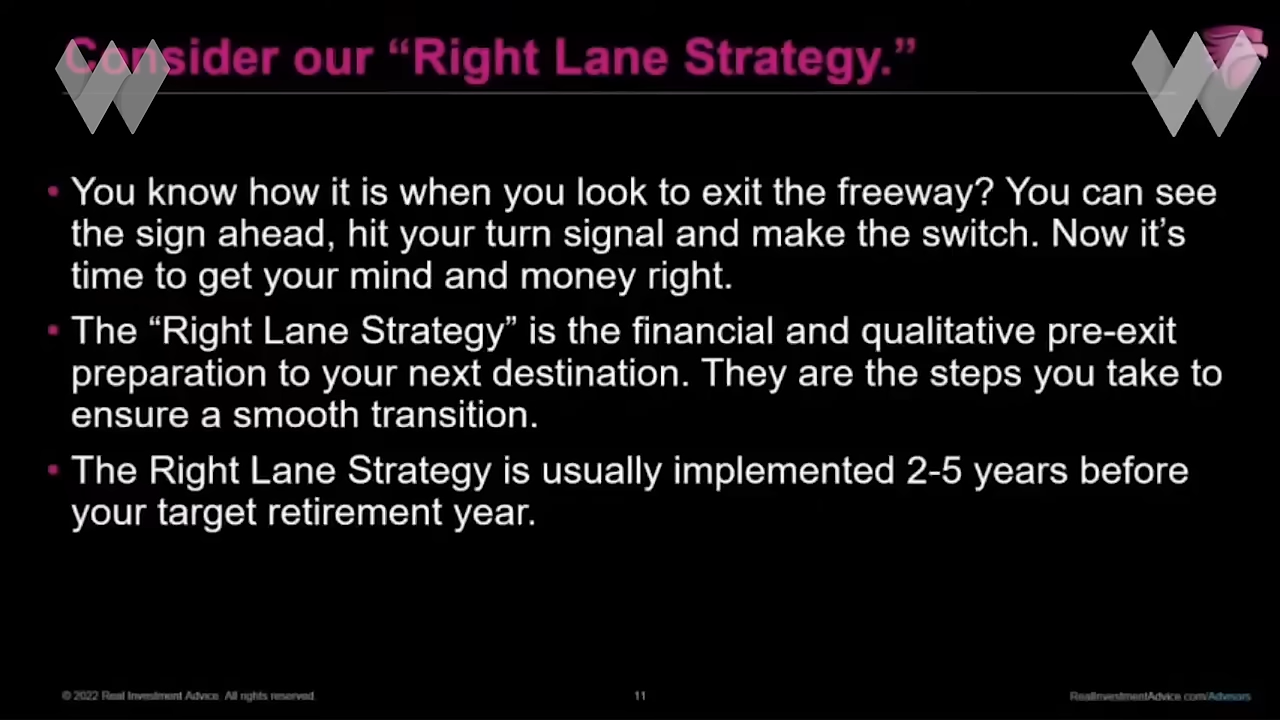 Consider our “Right Lane Strategy.”
• You know how it is when you look to exit the freeway? You can see
the sign ahead, hit your turn signal and make the switch. Now it’s
time to get your mind and money right.
• The “Right Lane Strategy” is the financial and qualitative pre-exit
preparation to your next destination. They are the steps you take to
ensure a smooth transition.
• The Right Lane Strategy is usually implemented 2-5 years before
your target retirement year.
© 2022 Real Investment Advice. All rights reserved.
11
RealInvestmentAdvice.com/Advisors